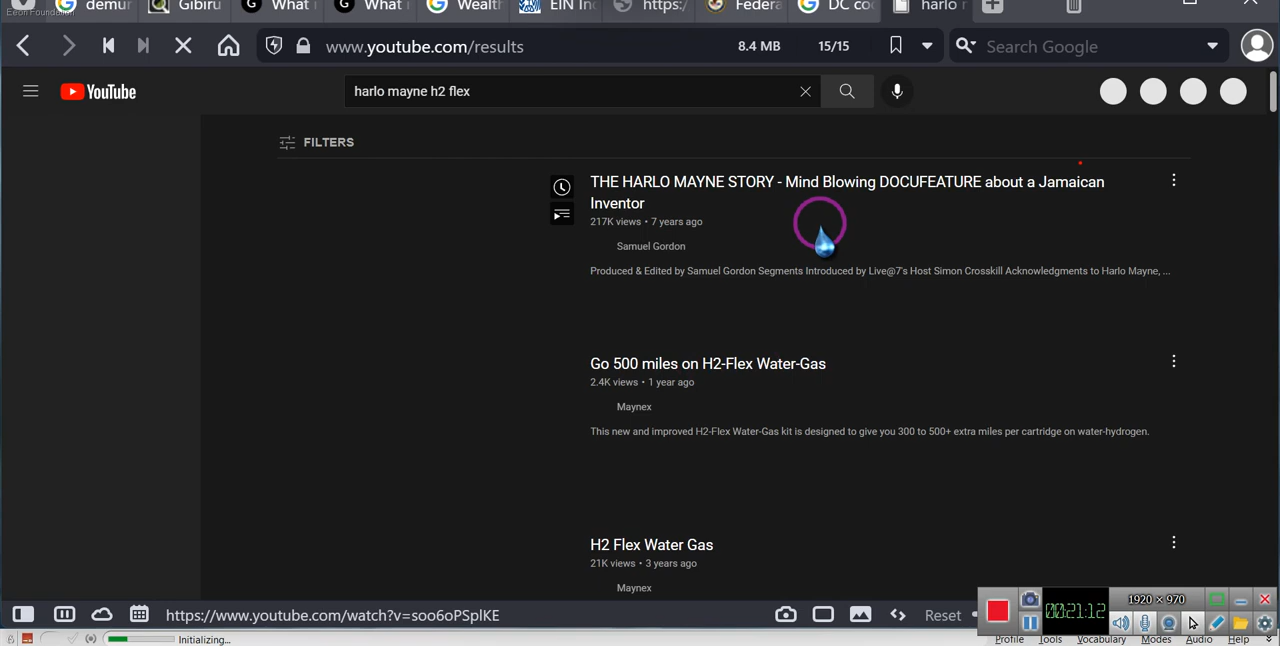 Eeon Foundation
demur
Gibiru
What
What
Wealt
EIN In
https:/
Federa
DC co
harlo
www.youtube.com/results
8.4 MB
15/15
Search Google
YouTube
harlo mayne h2 flex
FILTERS
THE HARLO MAYNE STORY - Mind Blowing DOCUFEATURE about a Jamaican
Inventor
217K views • 7 years ago
Samuel Gordon
Produced & Edited by Samuel Gordon Segments Introduced by Live@7's Host Simon Crosskill Acknowledgments to Harlo Mayne, ...
Go 500 miles on H2-Flex Water-Gas
2.4K views • 1 year ago
Maynex
This new and improved H2-Flex Water-Gas kit is designed to give you 300 to 500+ extra miles per cartridge on water-hydrogen.
H2 Flex Water Gas
21K views • 3 years ago
Maynex
https://www.youtube.com/watch?v=soo6oPSplKE
Reset
00:21:12
1920 × 970
Initializing...
Profile Tools Vocabulary Modes Audio Help